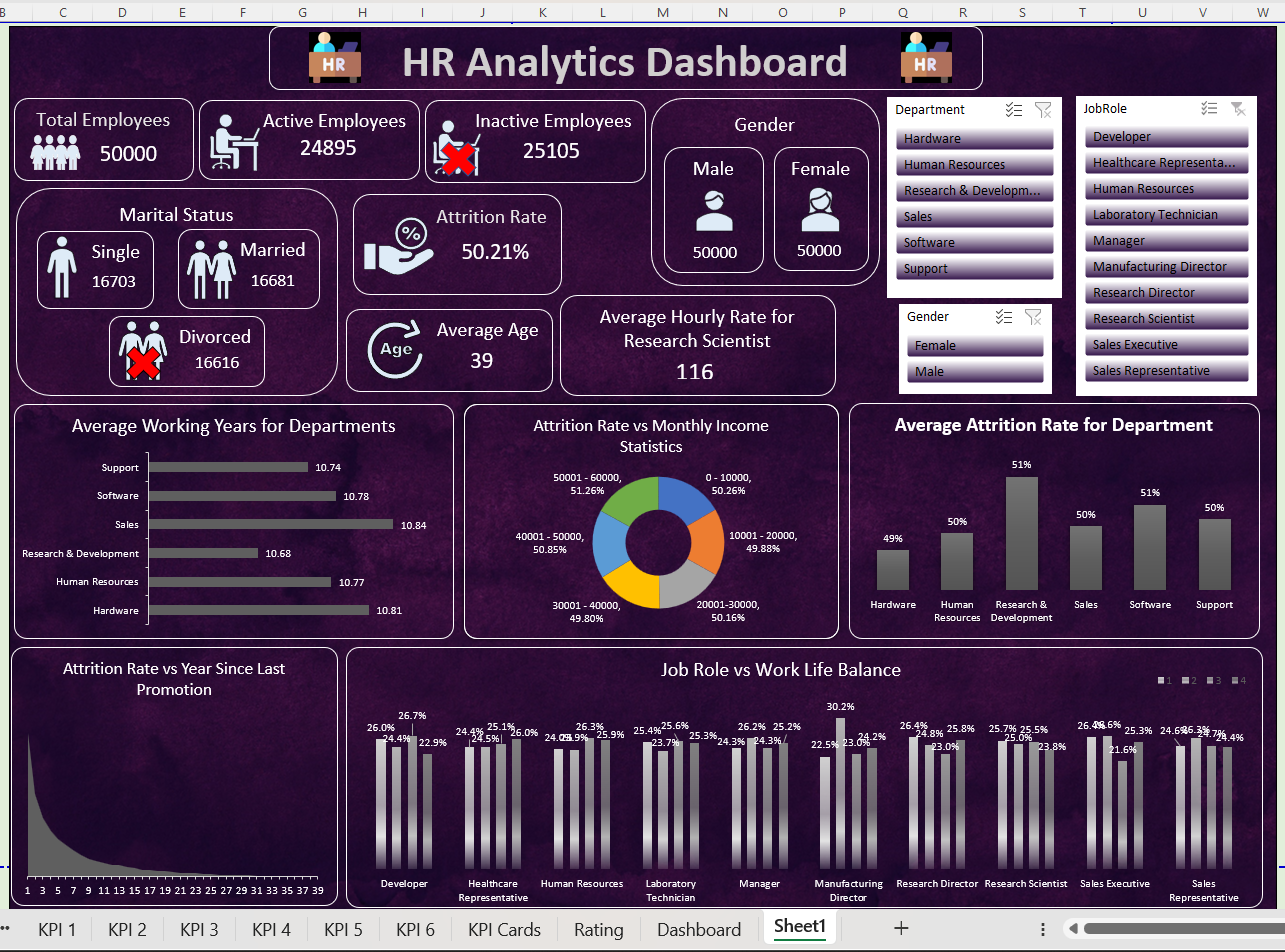 B C D E F G H I J K L M N O P Q R S T U V W
HR HR Analytics Dashboard HR
Total Employees
50000
Active Employees
24895
Inactive Employees
25105
Gender
Male
50000
Female
50000
Department
Hardware
Human Resources
Research & Developm...
Sales
Software
Support
JobRole
Developer
Healthcare Representa...
Human Resources
Laboratory Technician
Manager
Manufacturing Director
Research Director
Research Scientist
Sales Executive
Sales Representative
Gender
Female
Male
Marital Status
Single
16703
Married
16681
Divorced
16616
%
Attrition Rate
50.21%
Age
Average Age
39
Average Hourly Rate for
Research Scientist
116
Average Working Years for Departments
Support 10.74
Software 10.78
Sales 10.84
Research & Development 10.68
Human Resources 10.77
Hardware 10.81
Attrition Rate vs Monthly Income
Statistics
50001 - 60000,
51.26%
0 - 10000,
50.26%
40001 - 50000,
50.85%
10001 - 20000,
49.88%
30001 - 40000,
49.80%
20001-30000,
50.16%
Average Attrition Rate for Department
49% 50% 51% 50% 51% 50%
Hardware
Human
Resources
Research &
Development
Sales
Software
Support
Attrition Rate vs Year Since Last
Promotion
1 3 5 7 9 11 13 15 17 19 21 23 25 27 29 31 33 35 37 39
Job Role vs Work Life Balance
1 2 3 4
26.0% 24.4% 26.7% 22.9%
24.4% 24.5% 25.1% 26.0%
23.9% 26.3% 25.9%
25.4% 23.7% 25.6% 25.3%
24.3% 26.2% 24.3% 25.2%
22.5% 30.2% 23.0% 24.2%
26.4% 24.8% 23.0% 25.8%
25.7% 25.0% 25.5% 23.8%
26.4% 26.6% 21.6% 25.3%
24.6% 26.3% 24.7% 24.4%
Developer
Healthcare
Representative
Human Resources
Laboratory
Technician
Manager
Manufacturing
Director
Research Director
Research Scientist
Sales Executive
Sales
Representative
KPI 1 KPI 2 KPI 3 KPI 4 KPI 5 KPI 6 KPI Cards Rating Dashboard Sheet1